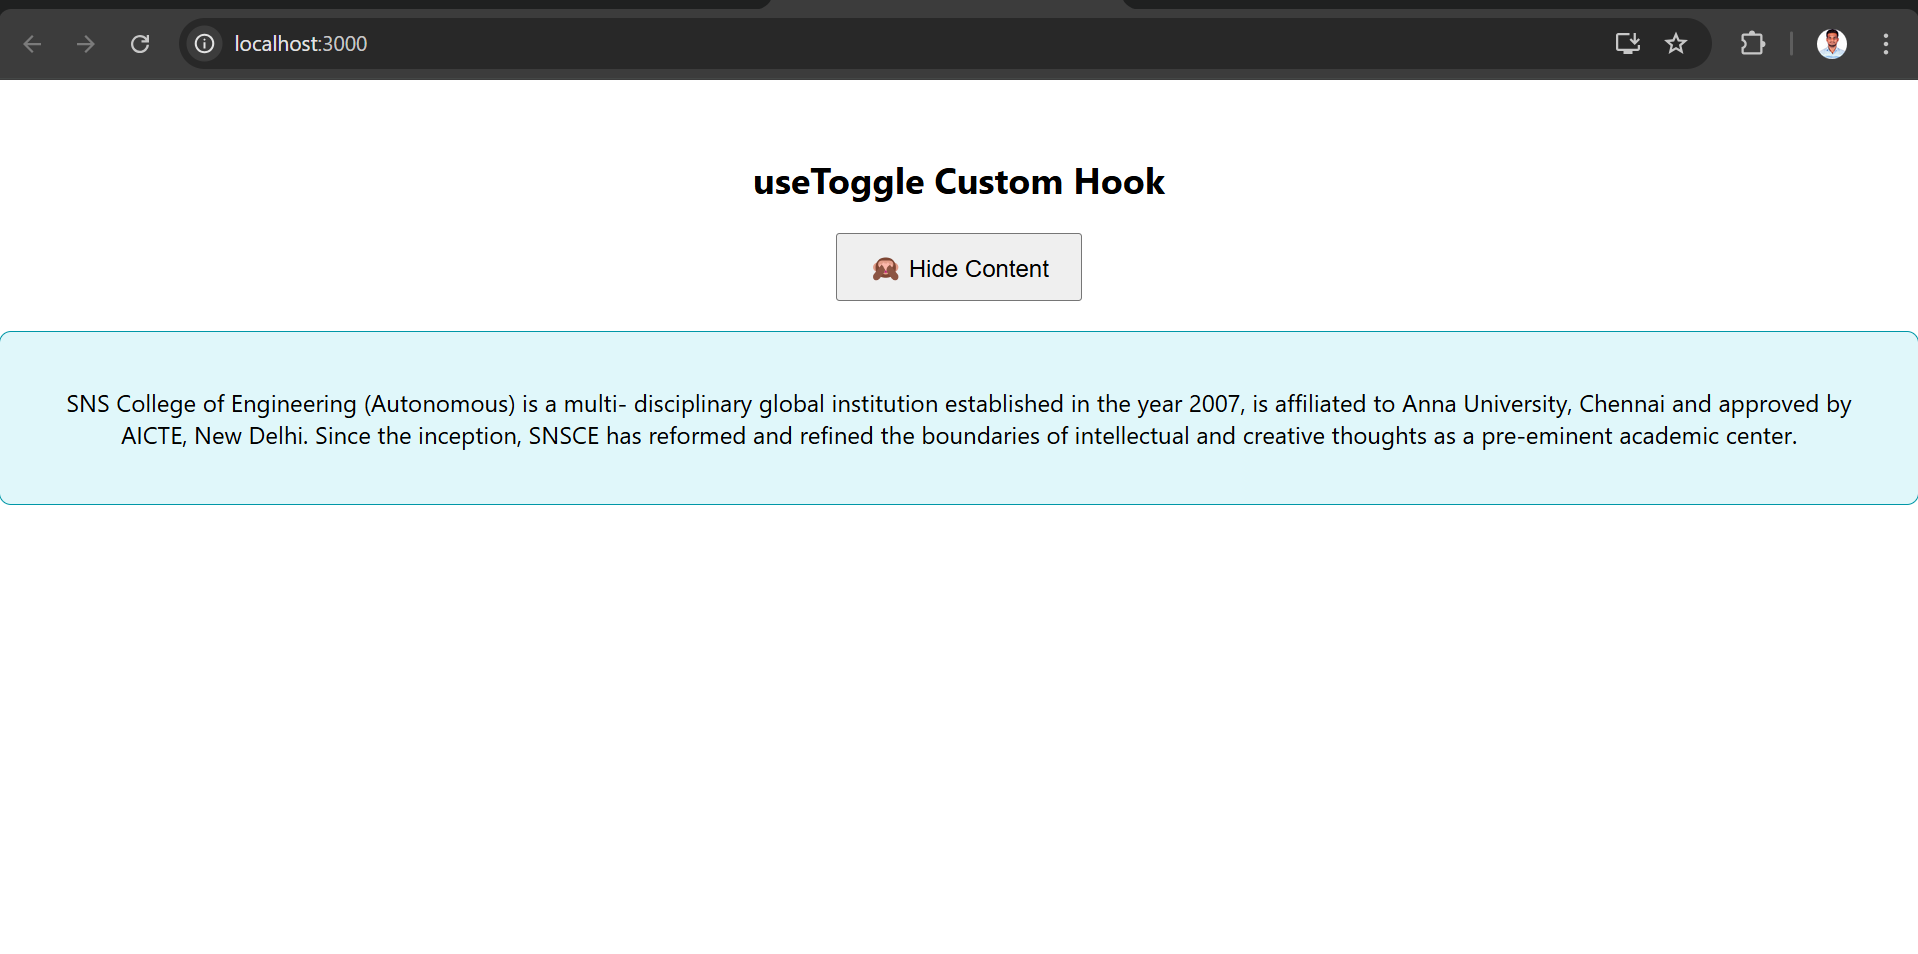 localhost:3000
useToggle Custom Hook
🙈 Hide Content
SNS College of Engineering (Autonomous) is a multi- disciplinary global institution established in the year 2007, is affiliated to Anna University, Chennai and approved by
AICTE, New Delhi. Since the inception, SNSCE has reformed and refined the boundaries of intellectual and creative thoughts as a pre-eminent academic center.